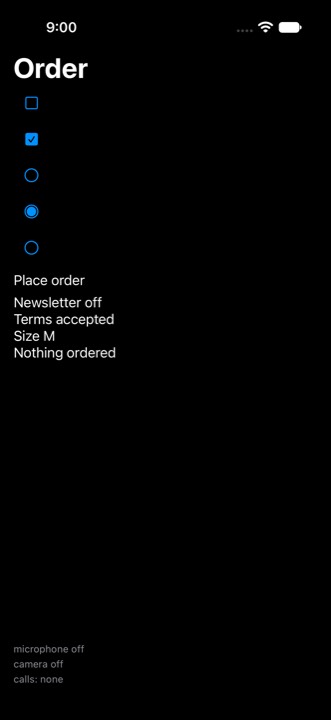 9:00
Order
Place order
Newsletter off
Terms accepted
Size M
Nothing ordered
microphone off
camera off
calls: none